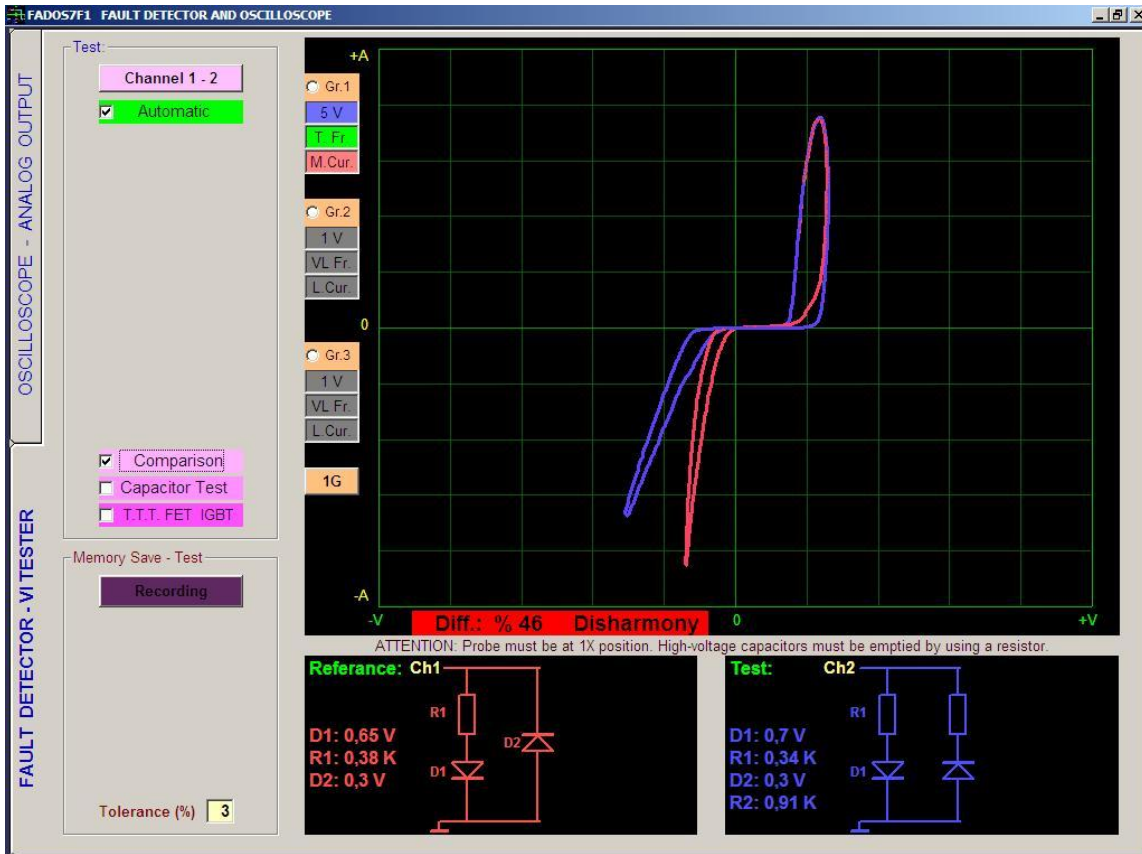 FADOS7F1 FAULT DETECTOR AND OSCILLOSCOPE
OSCILLOSCOPE - ANALOG OUTPUT
FAULT DETECTOR - VI TESTER
Test:
Channel 1 - 2
Automatic
Comparison
Capacitor Test
T.T.T. FET IGBT
Memory Save - Test
Recording
Tolerance (%) 3
+A
Gr.1
5 V
T. Fr
M.Cur.
Gr.2
1 V
VL Fr.
L.Cur.
0
Gr.3
1 V
VL Fr.
L.Cur.
1G
-A
-V
Diff.: % 46 Disharmony
0
+V
ATTENTION: Probe must be at 1X position. High-voltage capacitors must be emptied by using a resistor.
Referance: Ch1
R1
D2
D1: 0,65 V
R1: 0,38 K
D1
D2: 0,3 V
Test: Ch2
R1
D1: 0,7 V
R1: 0,34 K
D1
D2: 0,3 V
R2: 0,91 K